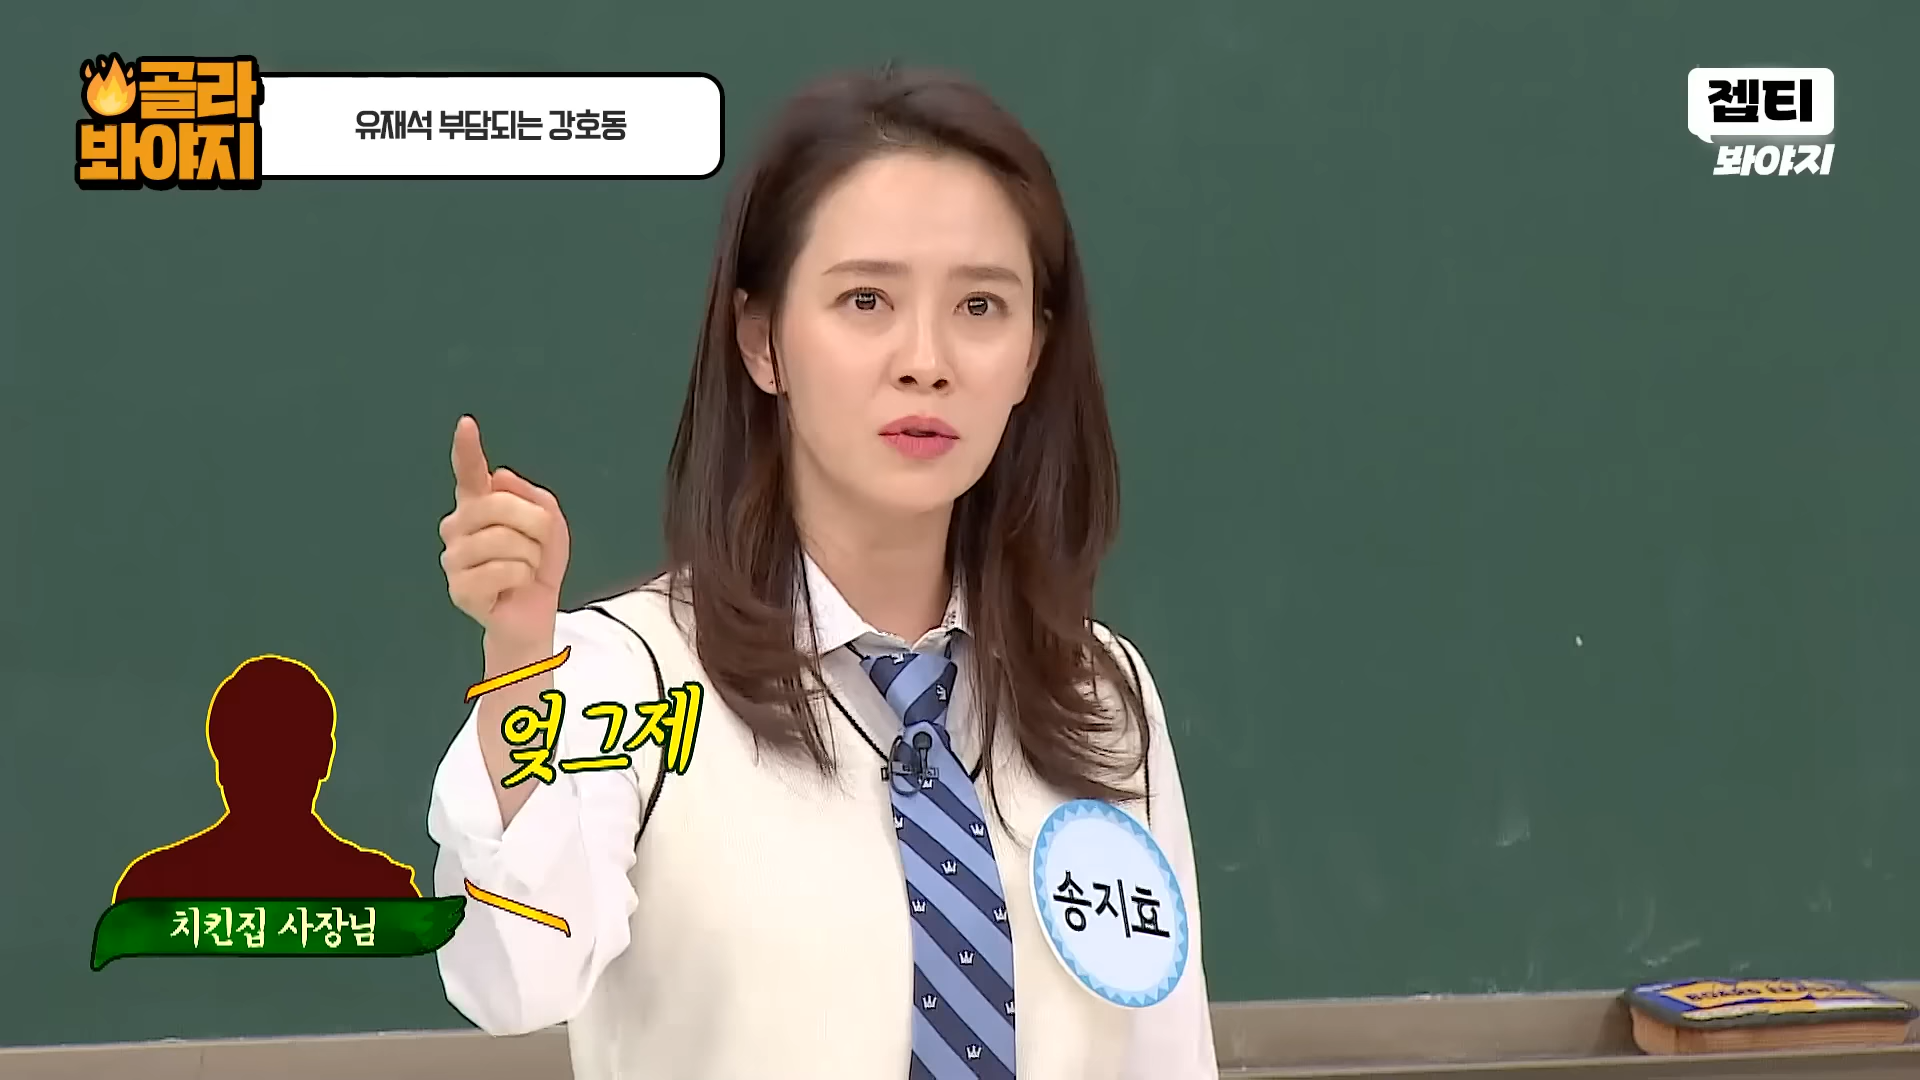 골라
봐야지
유재석 부담되는 강호동
젭티
봐야지
엊그제
치킨집 사장님
송지효